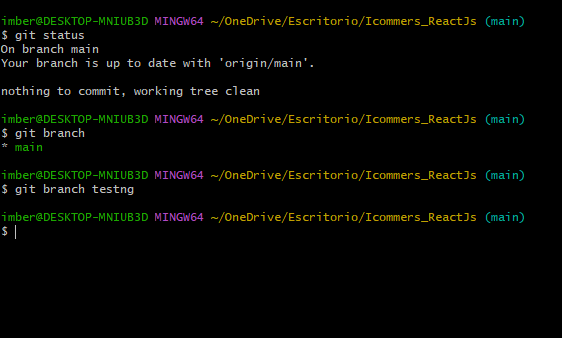 imber@DESKTOP-MNIUB3D MINGW64 ~/OneDrive/Escritorio/Icommers_ReactJs (main)
$ git status
On branch main
Your branch is up to date with 'origin/main'.
nothing to commit, working tree clean
imber@DESKTOP-MNIUB3D MINGW64 ~/OneDrive/Escritorio/Icommers_ReactJs (main)
$ git branch
* main
imber@DESKTOP-MNIUB3D MINGW64 ~/OneDrive/Escritorio/Icommers_ReactJs (main)
$ git branch testng
imber@DESKTOP-MNIUB3D MINGW64 ~/OneDrive/Escritorio/Icommers_ReactJs (main)
$